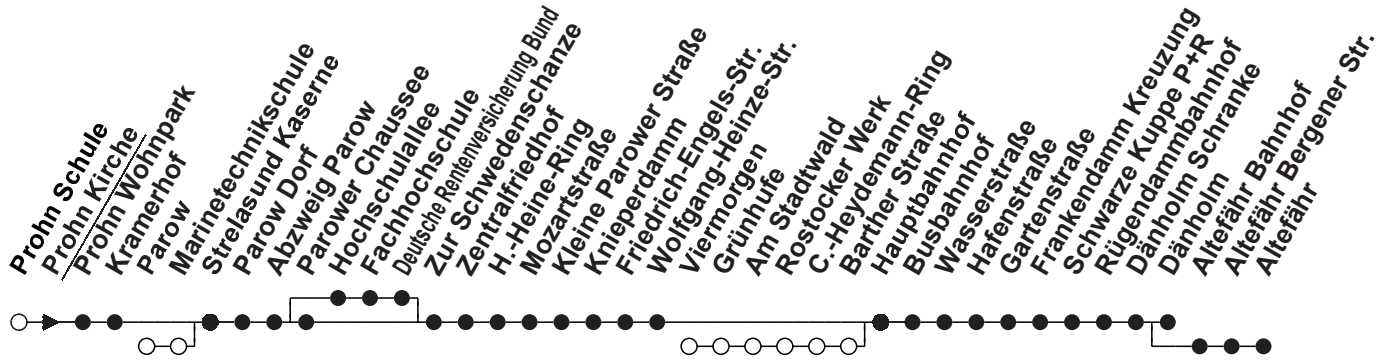 Prohn Schule
Prohn Kirche
Prohn Wohnpark
Kramerhof
Parow
Marinetechnikschule
Strelasund Kaserne
Parow Dorf
Abzweig Parow
Parower Chaussee
Hochschulallee
Fachhochschule
Deutsche Rentenversicherung Bund
Zur Schwedenschanze
Zentralfriedhof
H.-Heine-Ring
Mozartstraße
Kleine Parower Straße
Knieperdamm
Friedrich-Engels-Str.
Wolfgang-Heinze-Str.
Viermorgen
Grünhufe
Am Stadtwald
Rostocker Werk
C.-Heydemann-Ring
Barther Straße
Hauptbahnhof
Busbahnhof
Wasserstraße
Hafenstraße
Gartenstraße
Frankendamm Kreuzung
Schwarze Kuppe P+R
Rügendammbahnhof
Dänholm Schranke
Dänholm
Altefähr Bahnhof
Altefähr Bergener Str.
Altefähr